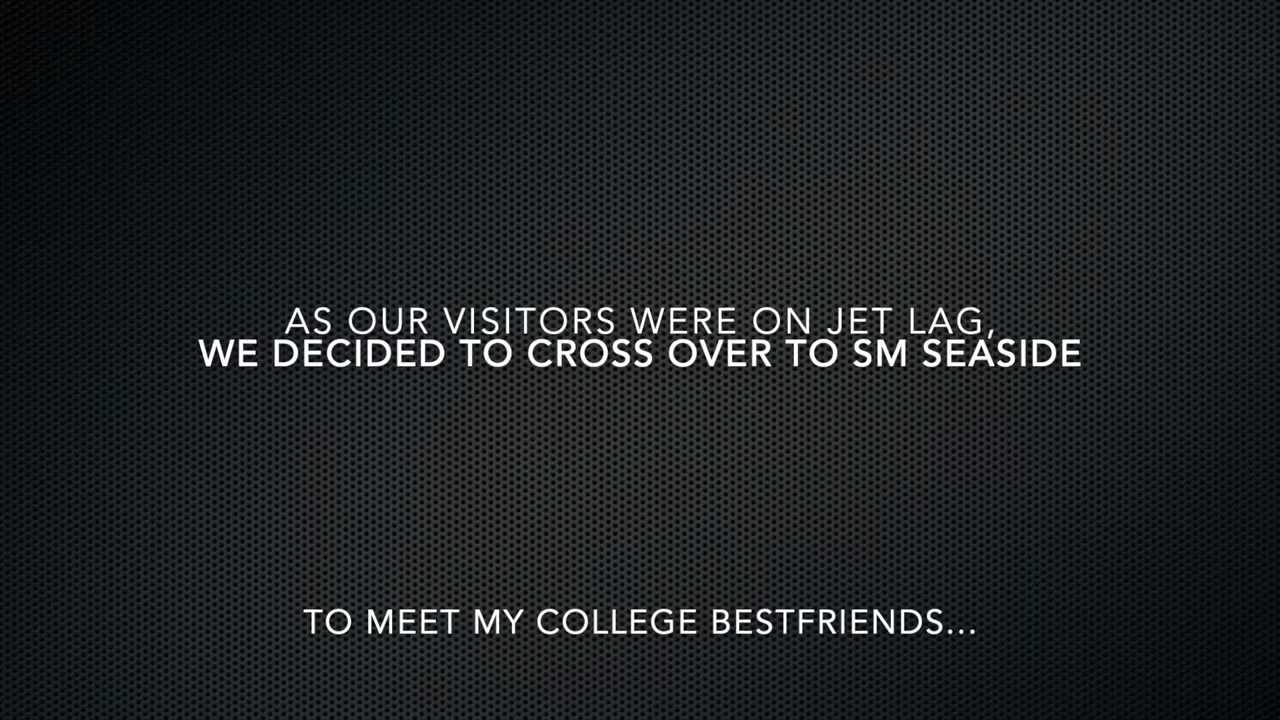 AS OUR VISITORS WERE ON JET LAG,
WE DECIDED TO CROSS OVER TO SM SEASIDE
TO MEET MY COLLEGE BESTFRIENDS...